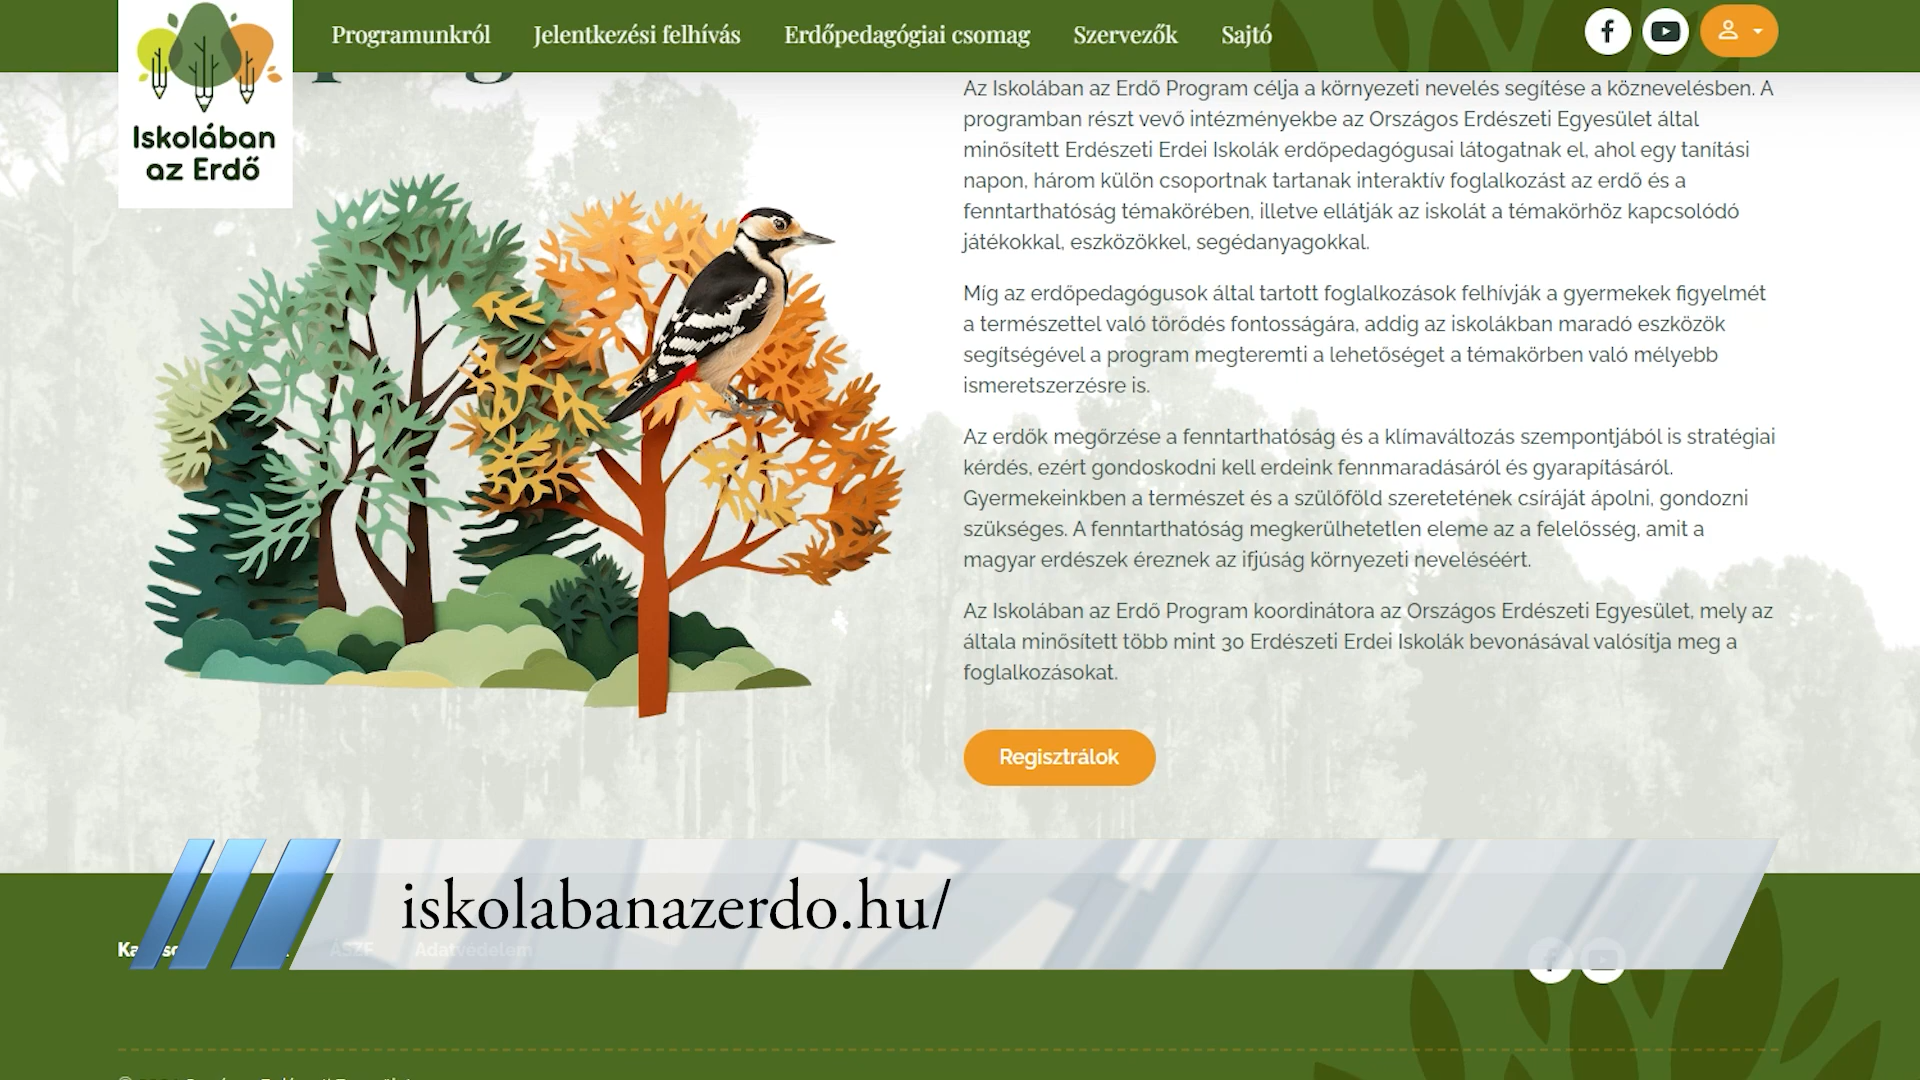 Programunkról Jelentkezési felhívás Erdőpedagógiai csomag Szervezők Sajtó
Iskolában
az Erdő
Az Iskolában az Erdő Program célja a környezeti nevelés segítése a köznevelésben. A
programban részt vevő intézményekbe az Országos Erdészeti Egyesület által
minősített Erdészeti Erdei Iskolák erdőpedagógusai látogatnak el, ahol egy tanítási
napon, három külön csoportnak tartanak interaktív foglalkozást az erdő és a
fenntarthatóság témakörében, illetve ellátják az iskolát a témakörhöz kapcsolódó
játékokkal, eszközökkel, segédanyagokkal.
Míg az erdőpedagógusok által tartott foglalkozások felhívják a gyermekek figyelmét
a természettel való törődés fontosságára, addig az iskolákban maradó eszközök
segítségével a program megteremti a lehetőséget a témakörben való mélyebb
ismeretszerzésre is.
Az erdők megőrzése a fenntarthatóság és a klímaváltozás szempontjából is stratégiai
kérdés, ezért gondoskodni kell erdeink fennmaradásáról és gyarapításáról.
Gyermekeinkben a természet és a szülőföld szeretetének csíráját ápolni, gondozni
szükséges. A fenntarthatóság megkerülhetetlen eleme az a felelősség, amit a
magyar erdészek éreznek az ifjúság környezeti neveléséért.
Az Iskolában az Erdő Program koordinátora az Országos Erdészeti Egyesület, mely az
általa minősített több mint 30 Erdészeti Erdei Iskolák bevonásával valósítja meg a
foglalkozásokat.
Regisztrálok
iskolabanazerdo.hu/
ÁSZF Adatvédelem